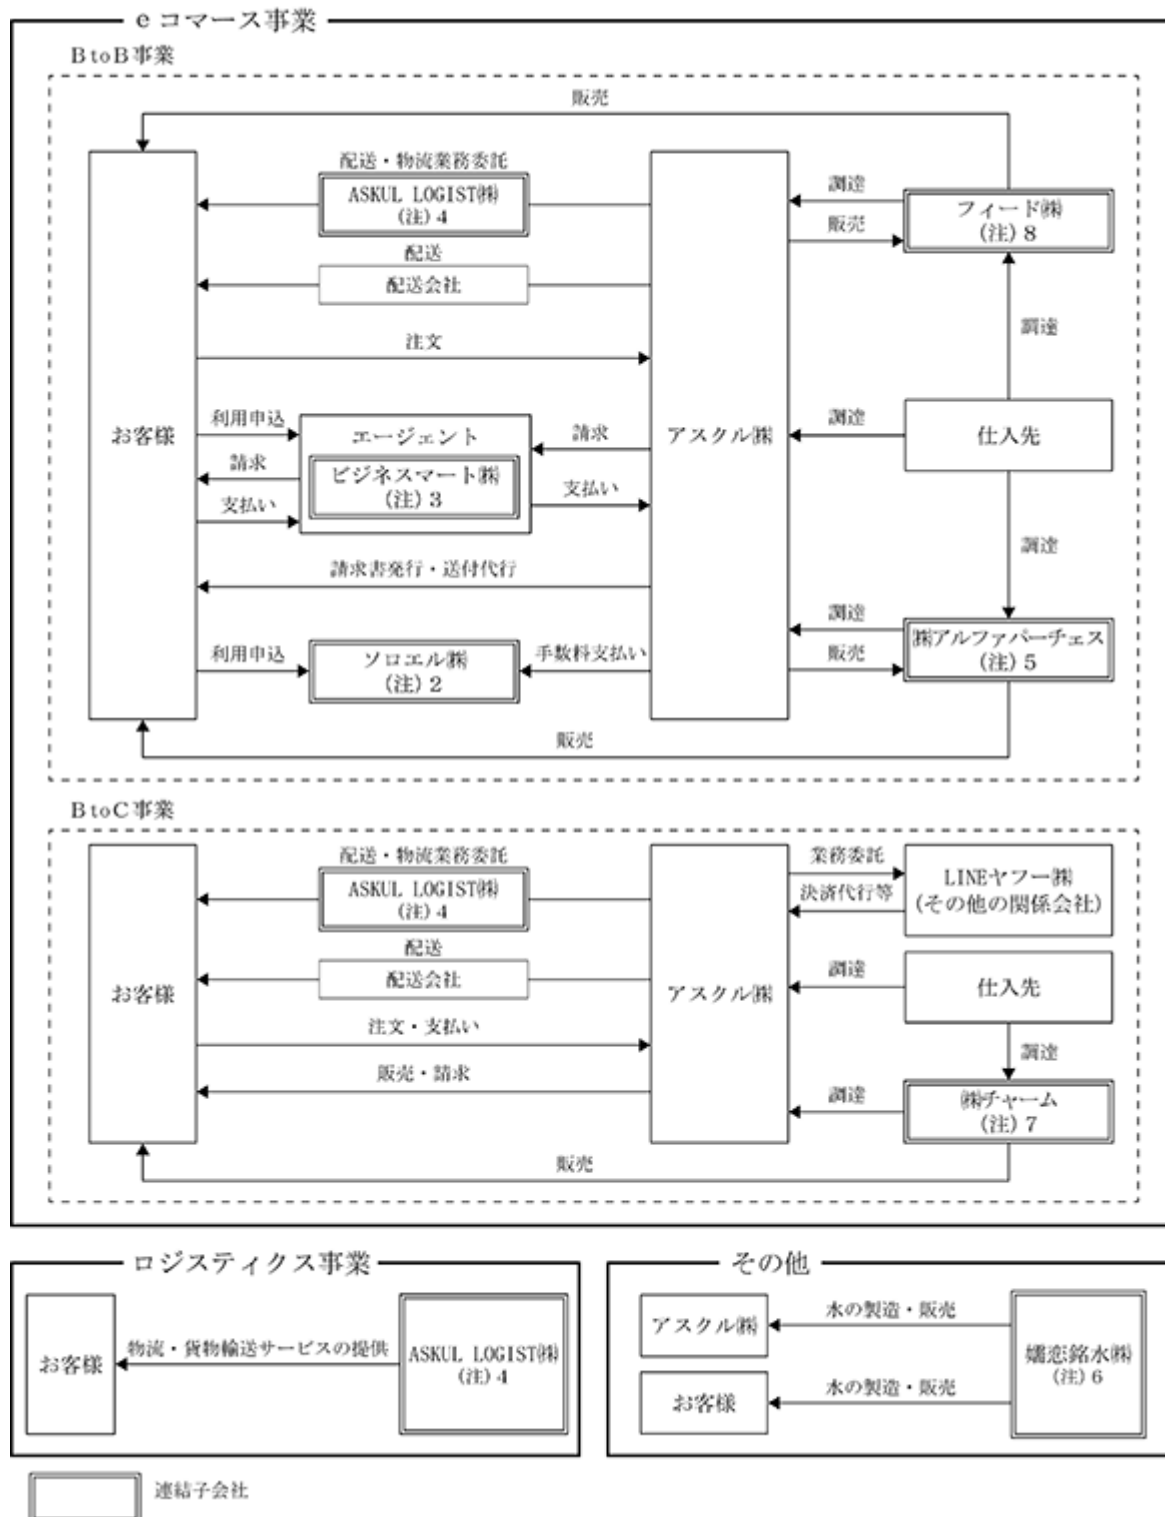 eコマース事業
BtoB事業
販売
配送・物流業務委託
ASKUL LOGIST㈱
(注)4
調達
フィード㈱
(注)8
販売
配送
配送会社
調達
注文
お客様
利用申込
エージェント
請求
アスクル㈱
調達
仕入先
請求
ビジネスマート㈱
(注)3
支払い
支払い
調達
請求書発行・送付代行
調達
㈱アルファパーチェス
(注)5
利用申込
ソロエル㈱
(注)2
手数料支払い
販売
販売
BtoC事業
配送・物流業務委託
ASKUL LOGIST㈱
(注)4
業務委託
LINEヤフー㈱
(その他の関係会社)
決済代行等
配送
配送会社
お客様
アスクル㈱
調達
仕入先
注文・支払い
調達
販売・請求
調達
㈱チャーム
(注)7
販売
ロジスティクス事業
お客様
物流・貨物輸送サービスの提供
ASKUL LOGIST㈱
(注)4
その他
アスクル㈱
水の製造・販売
嬬恋銘水㈱
(注)6
お客様
水の製造・販売
連結子会社